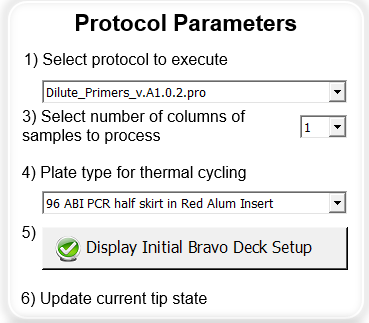 Protocol Parameters
1) Select protocol to execute
Dilute_Primers_v.A1.0.2.pro
3) Select number of columns of
samples to process
1
4) Plate type for thermal cycling
96 ABI PCR half skirt in Red Alum Insert
5)
Display Initial Bravo Deck Setup
6) Update current tip state